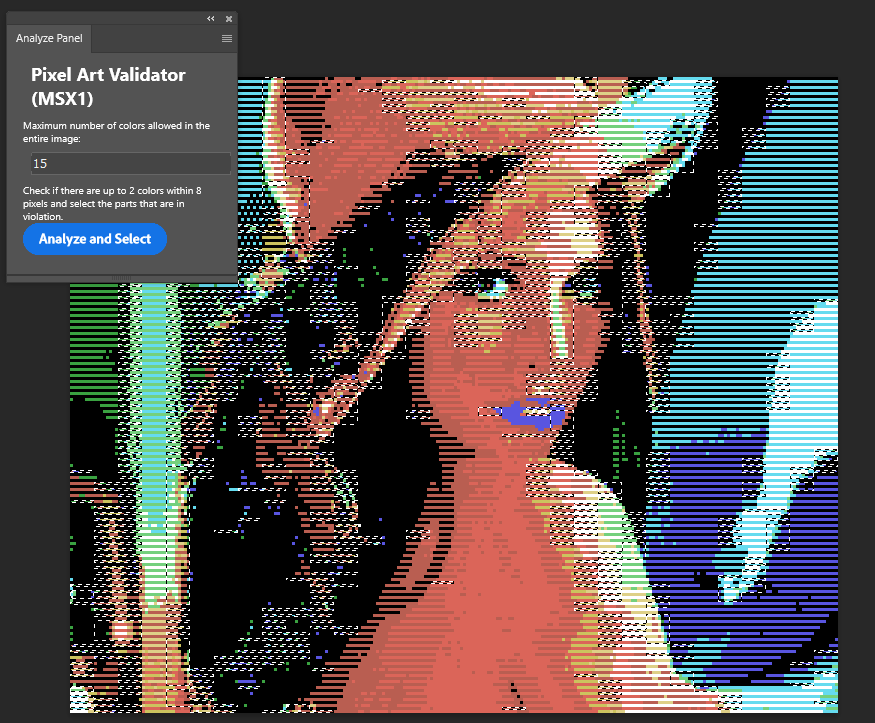 Analyze Panel
Pixel Art Validator
(MSX1)
Maximum number of colors allowed in the
entire image:
15
Check if there are up to 2 colors within 8
pixels and select the parts that are in
violation.
Analyze and Select